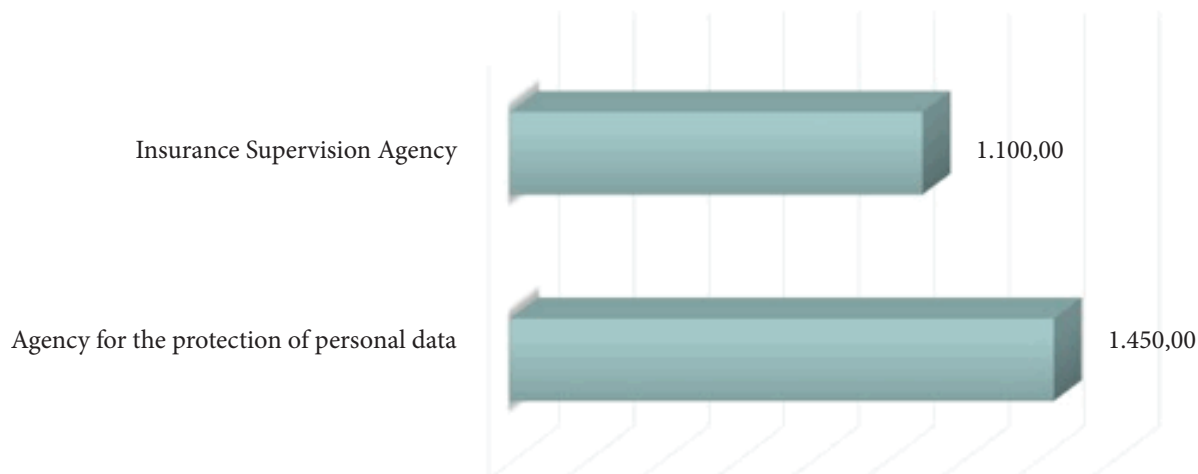 Insurance Supervision Agency 1.100,00
Agency for the protection of personal data 1.450,00